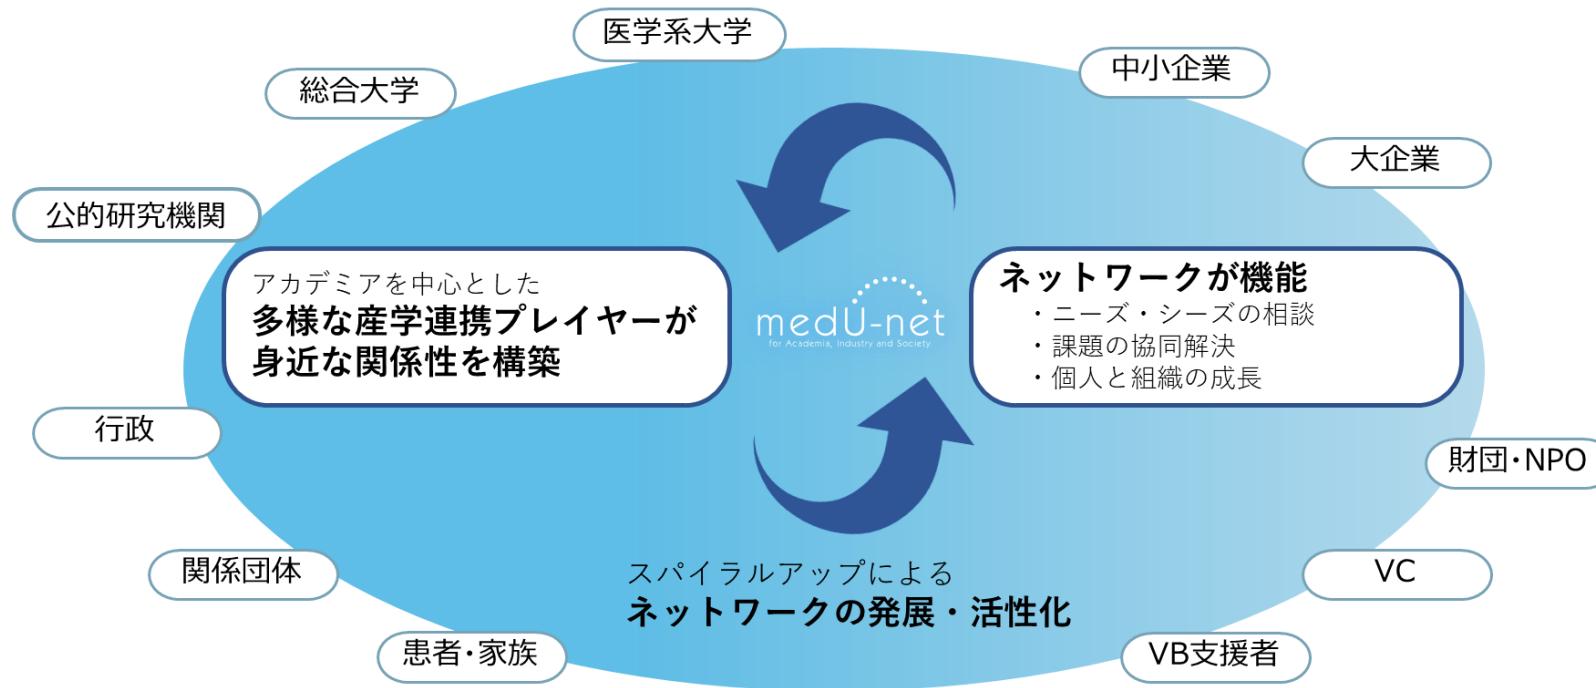 医学系大学
中小企業
総合大学
大企業
公的研究機関
アカデミアを中心とした
多様な産学連携プレイヤーが
身近な関係性を構築
medU-net
for Academia, Industry and Society
ネットワークが機能
・ニーズ・シーズの相談
・課題の協同解決
・個人と組織の成長
行政
財団・NPO
関係団体
VC
スパイラルアップによる
ネットワークの発展・活性化
患者・家族
VB支援者